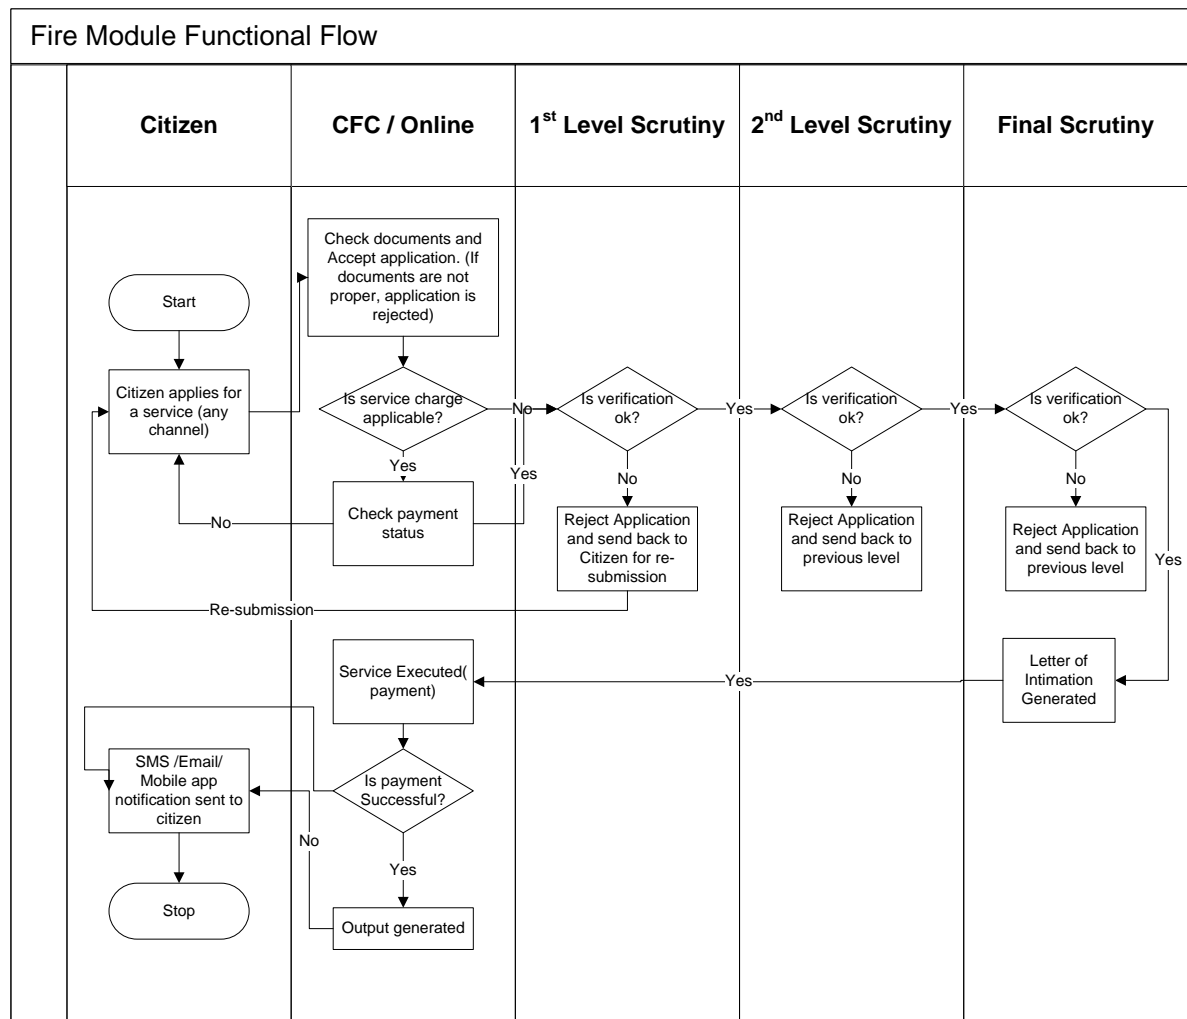 Fire Module Functional Flow
Citizen
CFC / Online
1st Level Scrutiny
2nd Level Scrutiny
Final Scrutiny
Start
Citizen applies for
a service (any
channel)
Check documents and
Accept application. (If
documents are not
proper, application is
rejected)
Is service charge
applicable?
No
Yes
Check payment
status
No
Yes
Is verification
ok?
Yes
No
Reject Application
and send back to
Citizen for re-
submission
Re-submission
Is verification
ok?
Yes
No
Reject Application
and send back to
previous level
Is verification
ok?
No
Yes
Reject Application
and send back to
previous level
Letter of
Intimation
Generated
Yes
Service Executed(
payment)
Is payment
Successful?
Yes
Output generated
No
SMS /Email/
Mobile app
notification sent to
citizen
Stop